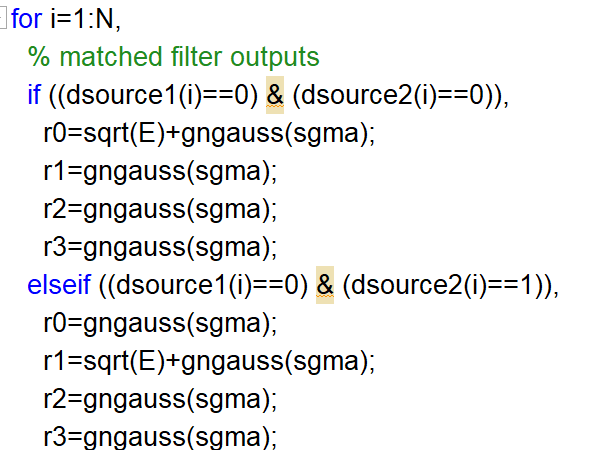 for i=1:N,
% matched filter outputs
if ((dsource1(i)==0) & (dsource2(i)==0)),
r0=sqrt(E)+gngauss(sgma);
r1=gngauss(sgma);
r2=gngauss(sgma);
r3=gngauss(sgma);
elseif ((dsource1(i)==0) & (dsource2(i)==1)),
r0=gngauss(sgma);
r1=sqrt(E)+gngauss(sgma);
r2=gngauss(sgma);
r3=gngauss(sgma);